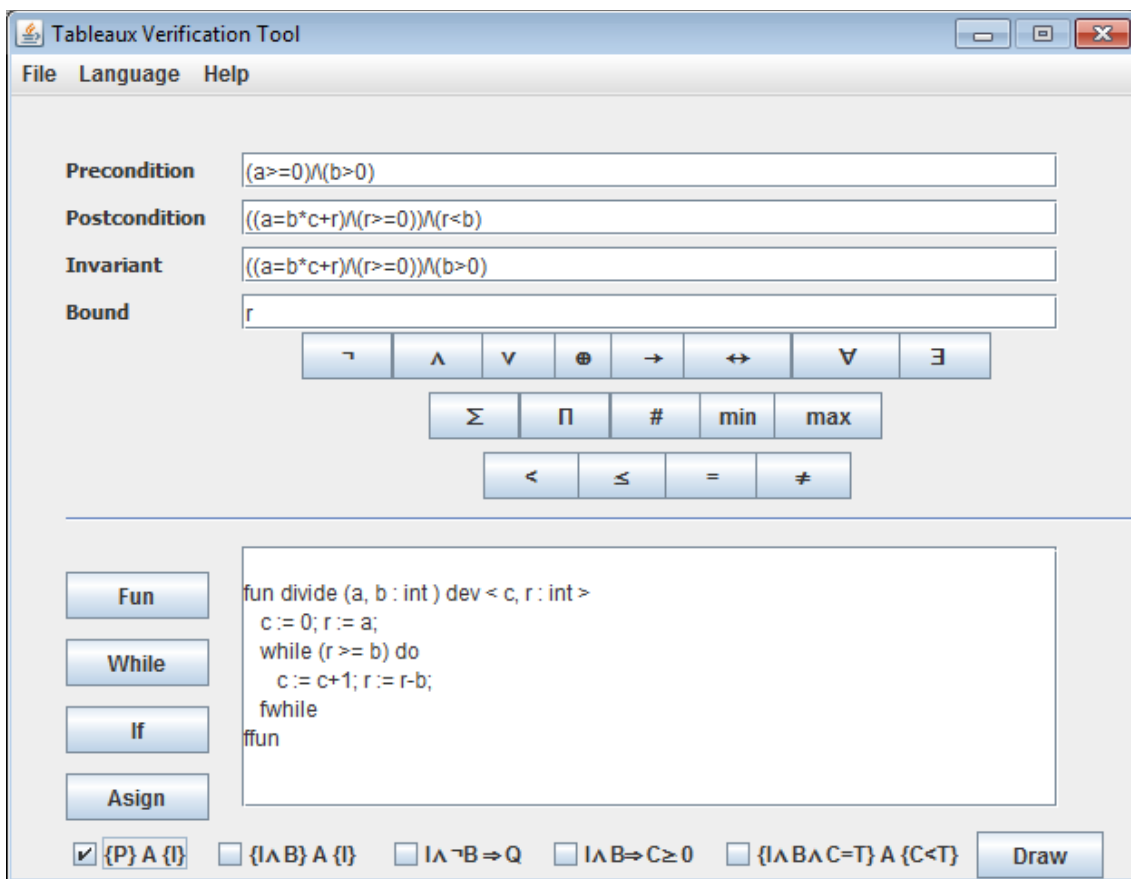 Tableaux Verification Tool
File Language Help
Precondition (a>=0)/\(b>0)
Postcondition ((a=b*c+r)/\(r>=0))/\(r<b)
Invariant ((a=b*c+r)/\(r>=0))/\(b>0)
Bound r
¬ ∧ ∨ ⊕ → ↔ ∀ ∃
Σ Π # min max
< ≤ = ≠
fun divide (a, b : int ) dev < c, r : int >
Fun
c := 0; r := a;
while (r >= b) do
While
c := c+1; r := r-b;
fwhile
If
ffun
Asign
{P} A {I} {I∧B} A {I} I∧¬B⇒Q I∧B⇒C≥0 {I∧B∧C=T} A {C<T} Draw